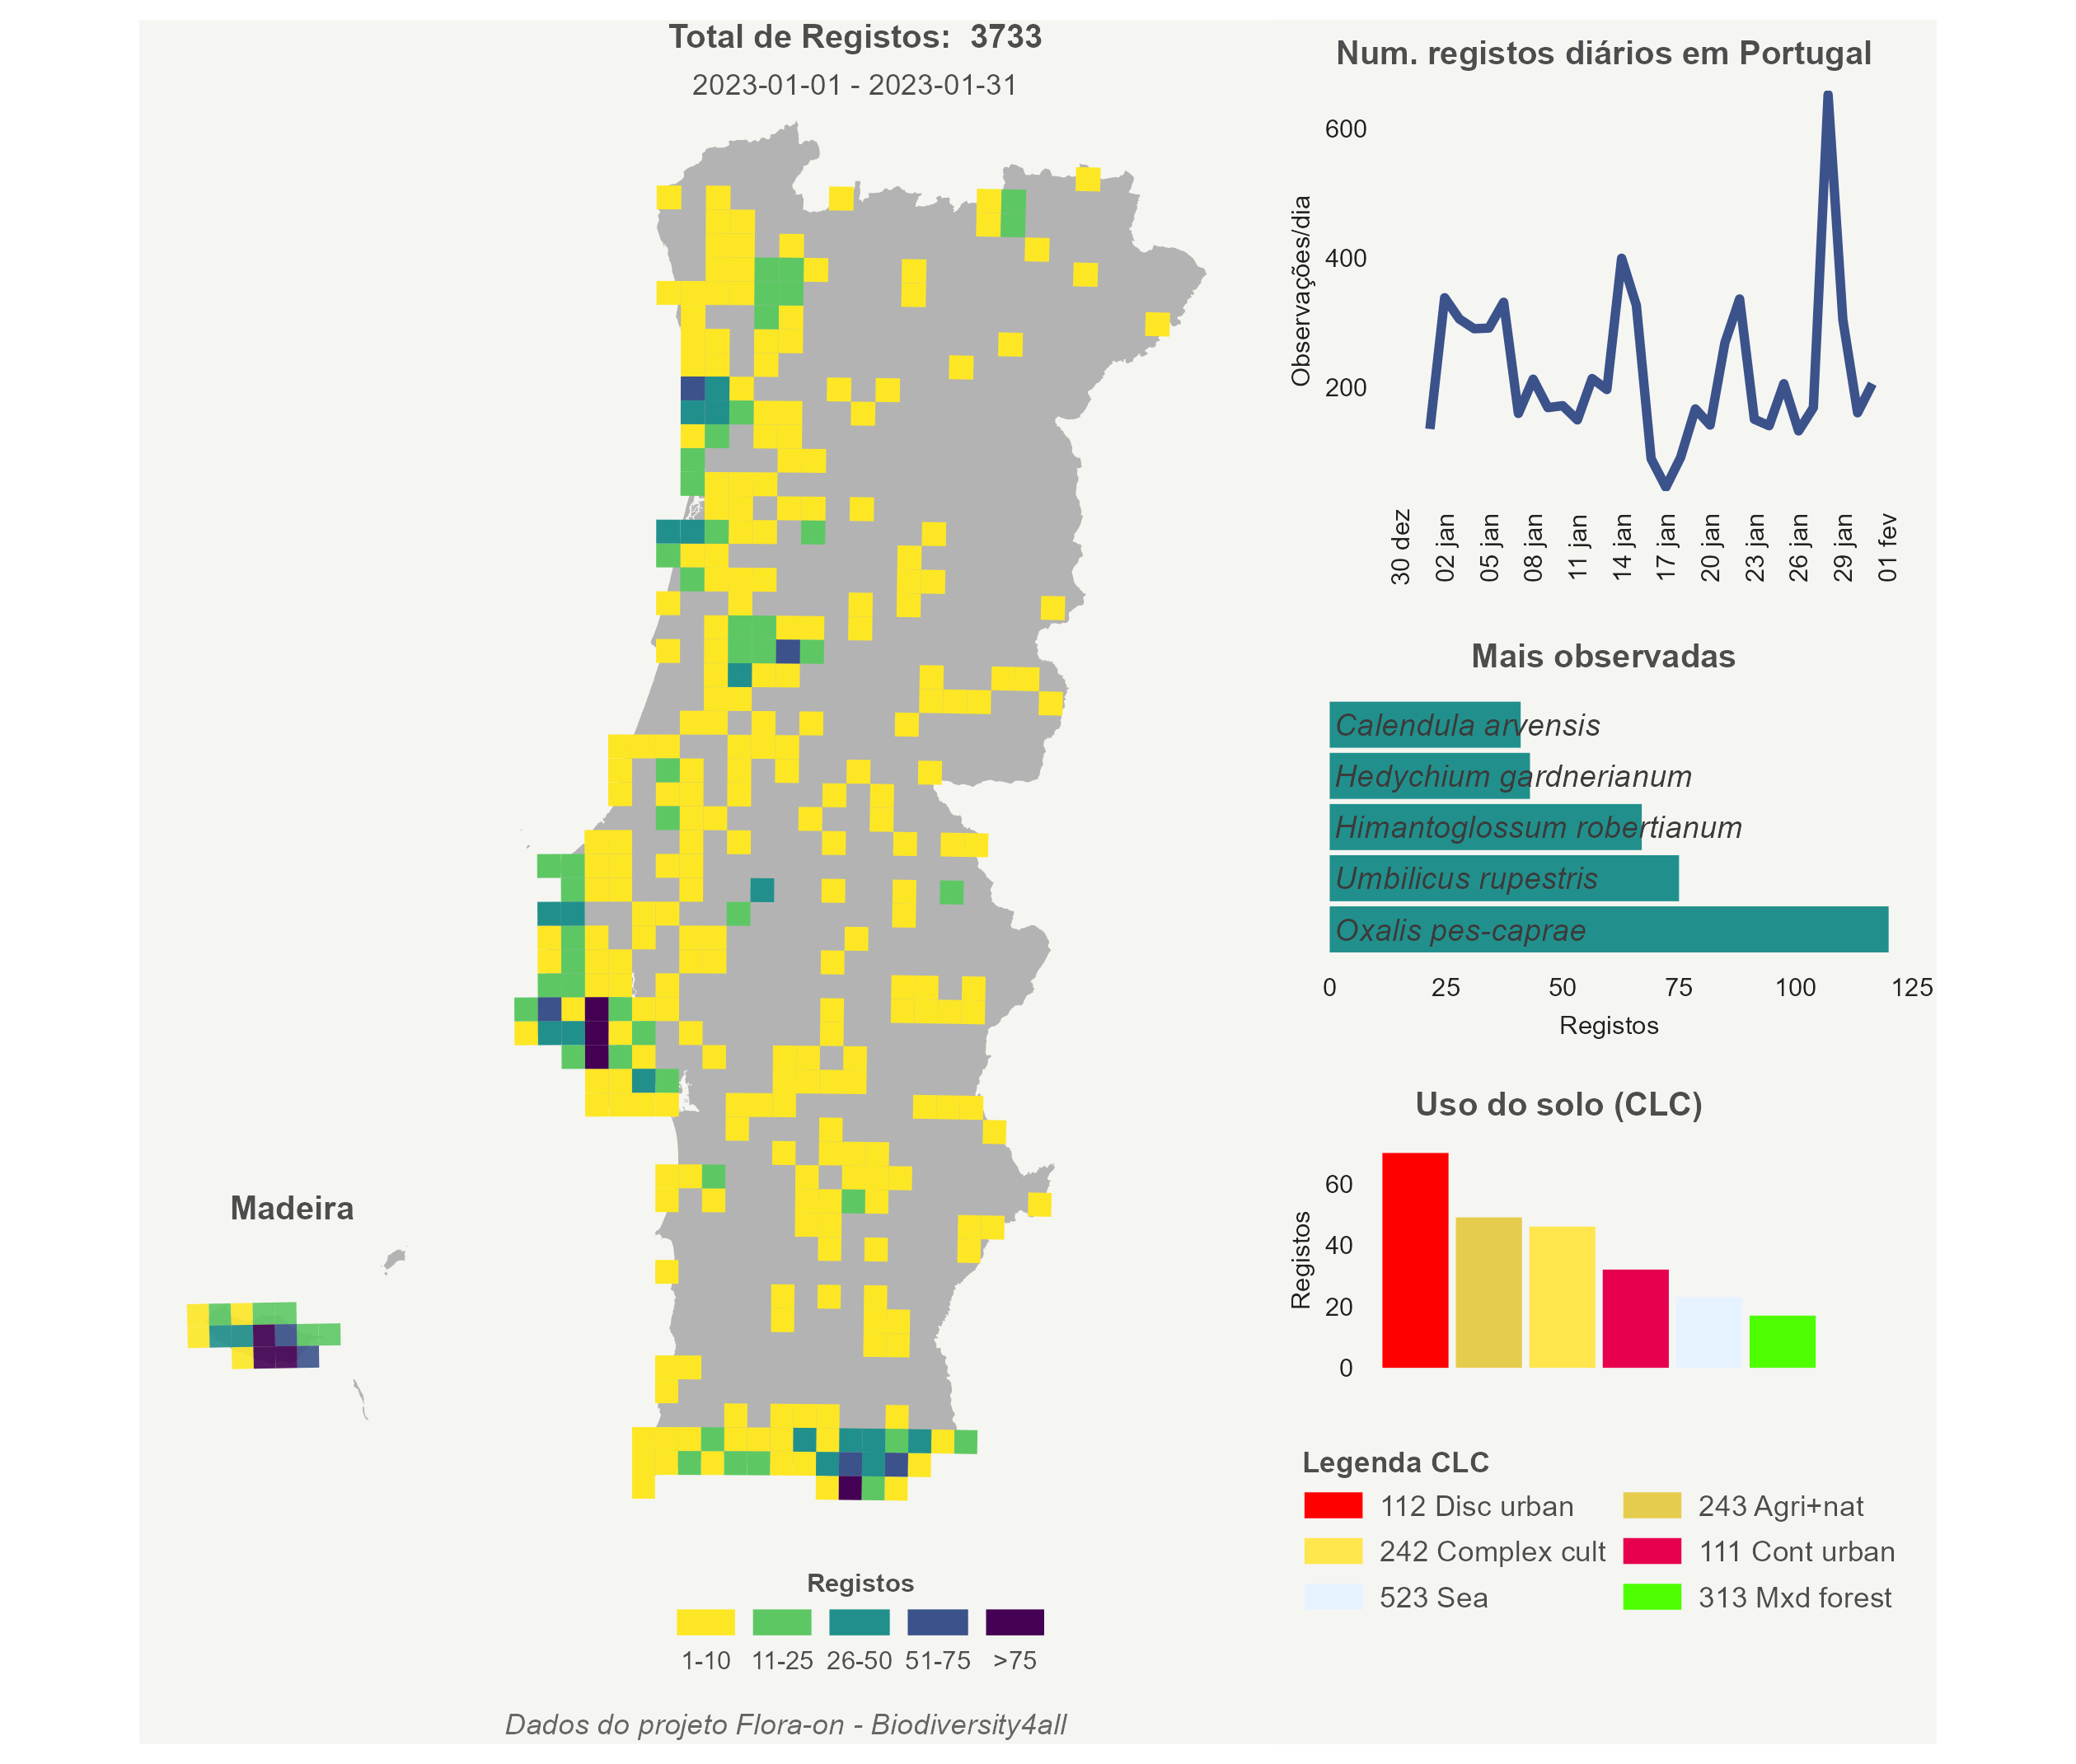 Total de Registos:  3733
2023-01-01 - 2023-01-31
Num. registos diários em Portugal
Observações/dia
600
400
200
30 dez
02 jan
05 jan
08 jan
11 jan
14 jan
17 jan
20 jan
23 jan
26 jan
29 jan
01 fev
Mais observadas
Calendula arvensis
Hedychium gardnerianum
Himantoglossum robertianum
Umbilicus rupestris
Oxalis pes-caprae
0 25 50 75 100 125
Registos
Uso do solo (CLC)
Registos
60
40
20
0
Legenda CLC
112 Disc urban
243 Agri+nat
242 Complex cult
111 Cont urban
523 Sea
313 Mxd forest
Madeira
Registos
1-10 11-25 26-50 51-75 >75
Dados do projeto Flora-on - Biodiversity4all